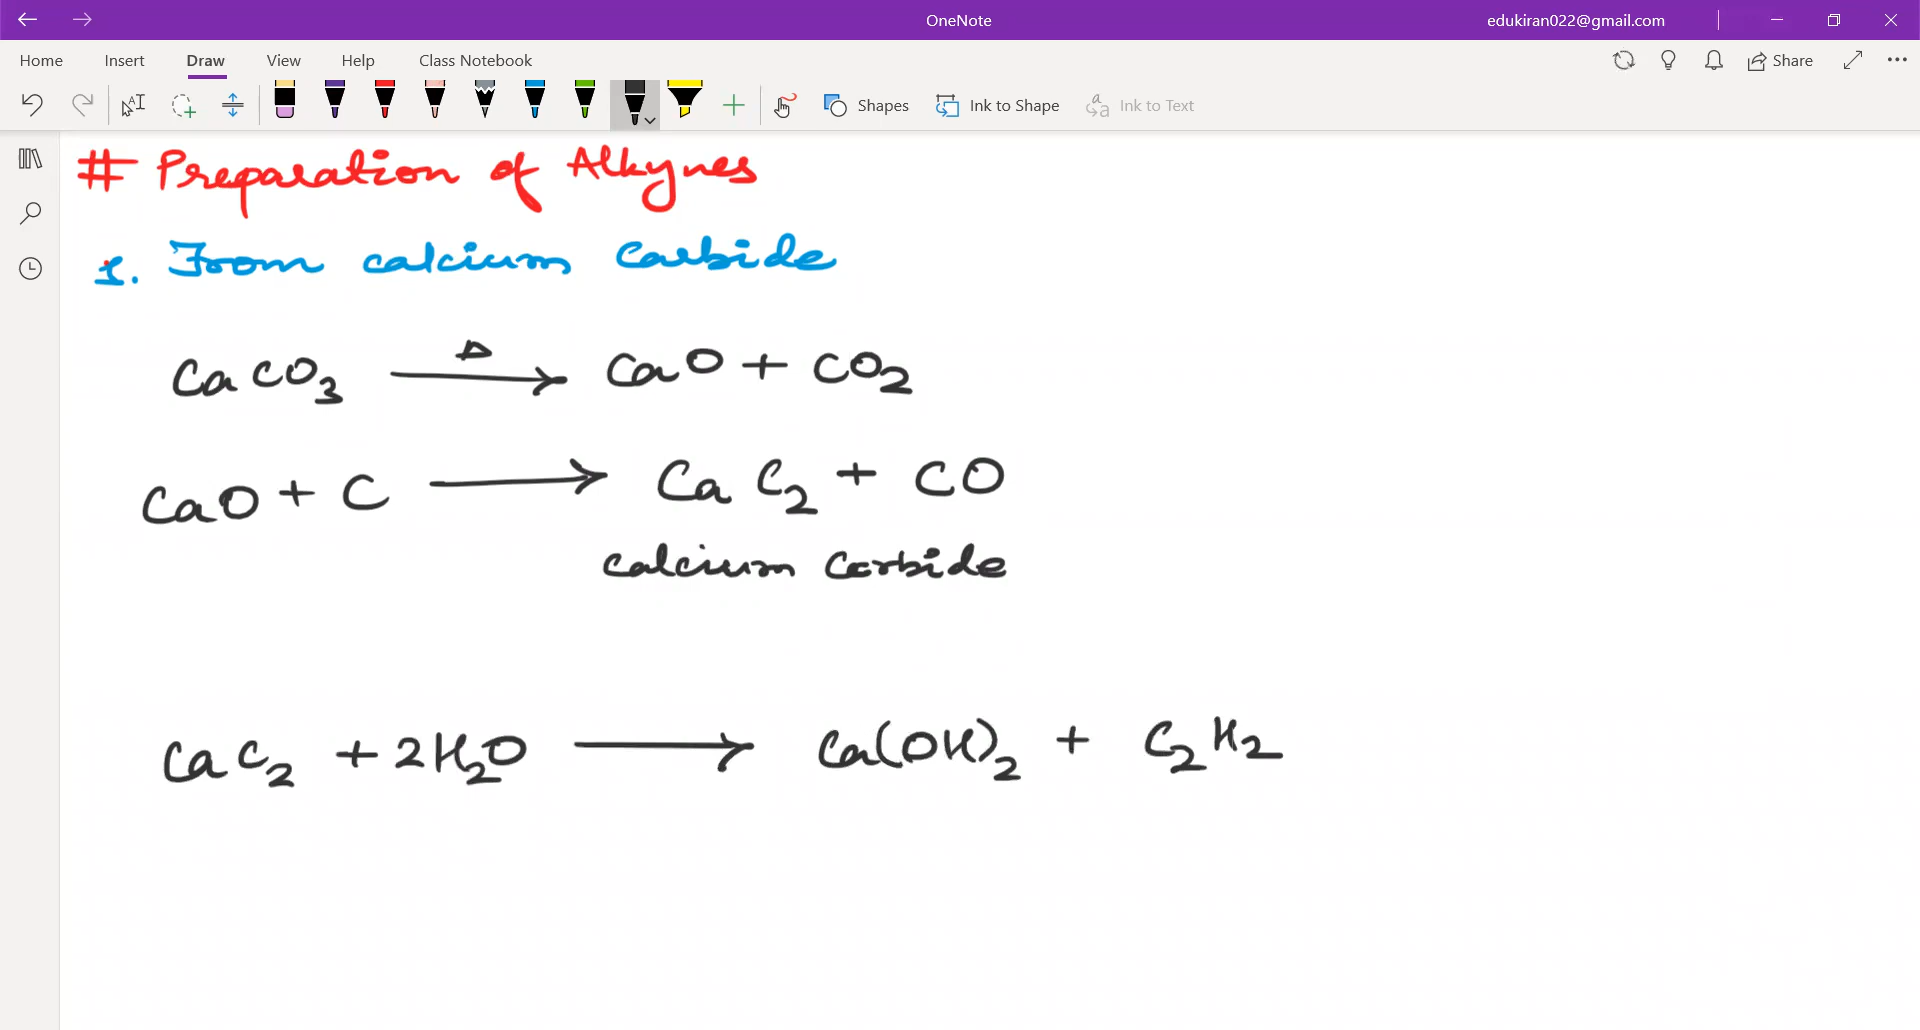 OneNote
edukiran022@gmail.com
Home Insert Draw View Help Class Notebook
Share
Shapes Ink to Shape Ink to Text
# Preparation of Alkynes
1. From calcium Carbide
CaCO₃ →^Δ CaO + CO₂
CaO + C → CaC₂ + CO
calcium Carbide
CaC₂ + 2H₂O → Ca(OH)₂ + C₂H₂